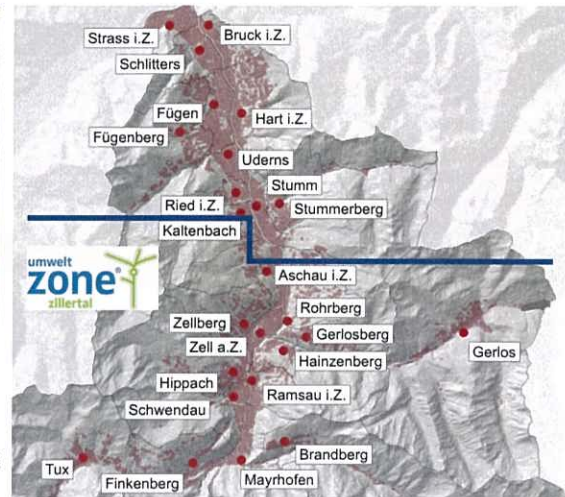 Strass i.Z.
Bruck i.Z.
Schlitters
Fügen
Hart i.Z.
Fügenberg
Uderns
Stumm
Ried i.Z.
Stummerberg
Kaltenbach
umwelt
zone®
zillertal
Aschau i.Z.
Rohrberg
Zellberg
Gerlosberg
Zell a.Z.
Gerlos
Hainzenberg
Hippach
Ramsau i.Z.
Schwendau
Brandberg
Tux
Finkenberg
Mayrhofen